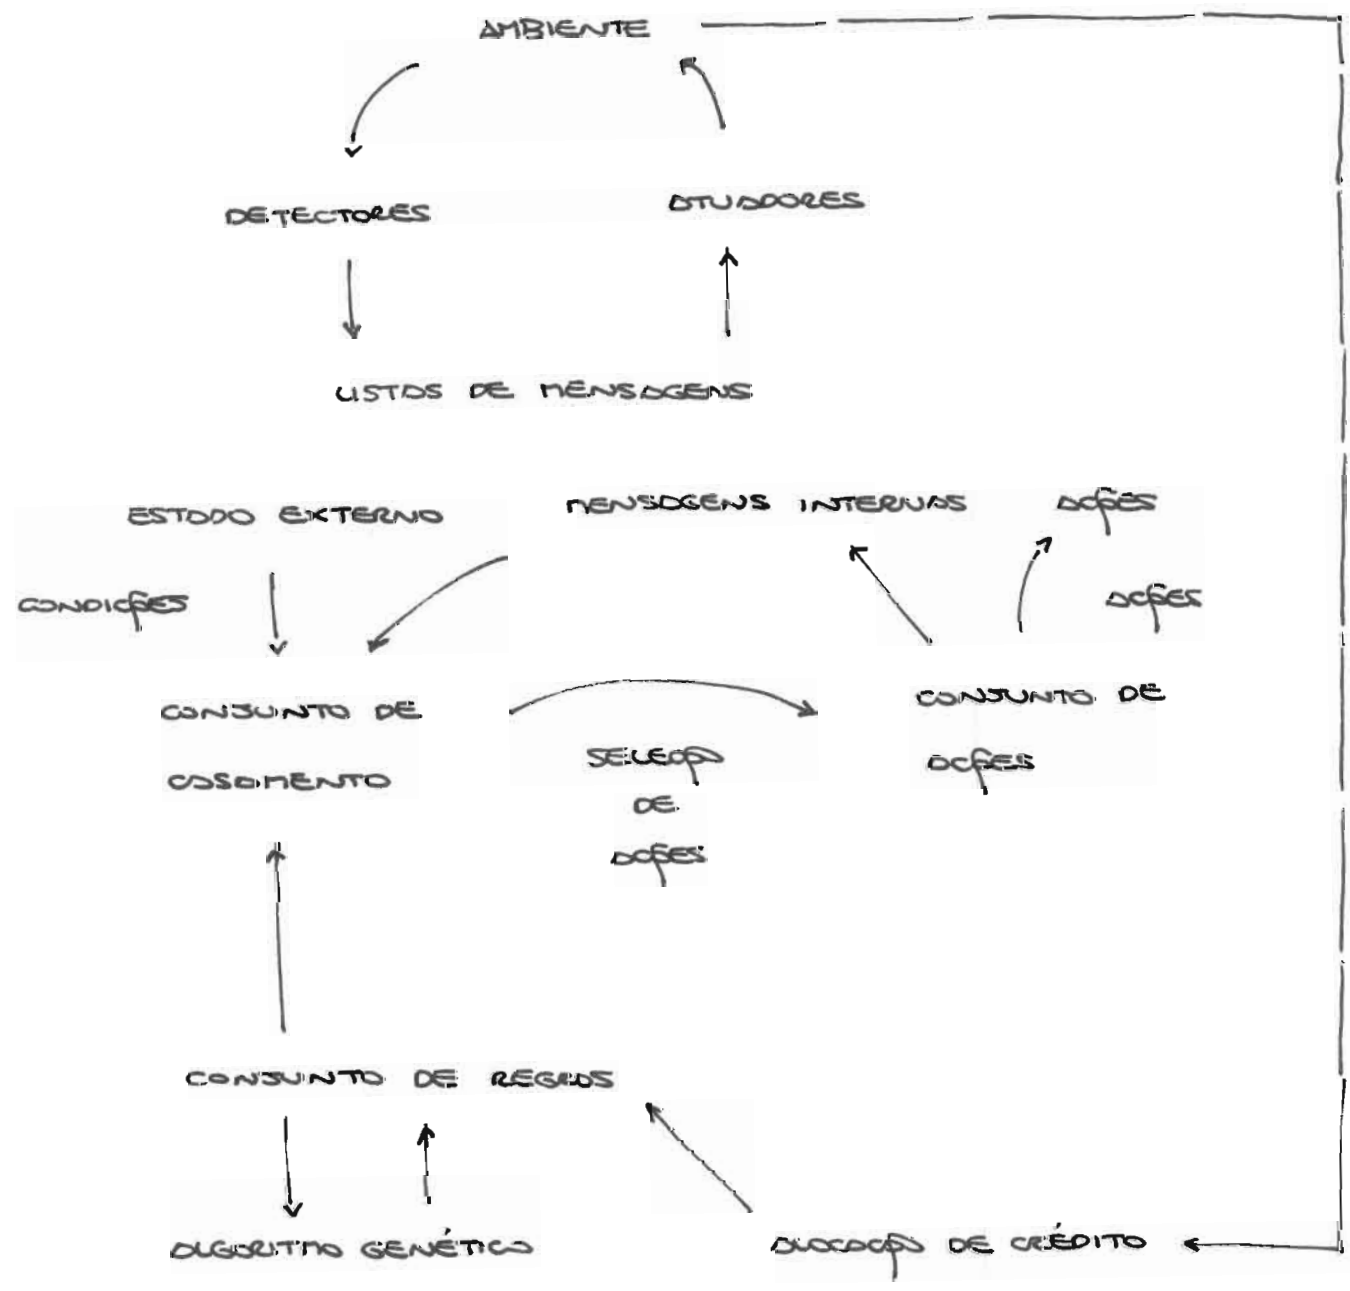 AMBIENTE
DETECTORES
ATUADORES
LISTAS DE MENSAGENS
ESTADO EXTERNO
MENSAGENS INTERNAS
AÇÕES
CONDIÇÕES
AÇÕES
CONJUNTO DE
CASAMENTO
SELEÇÃO
DE
AÇÕES
CONJUNTO DE
AÇÕES
CONJUNTO DE REGRAS
ALGORITMO GENÉTICO
ALOCAÇÃO DE CRÉDITO